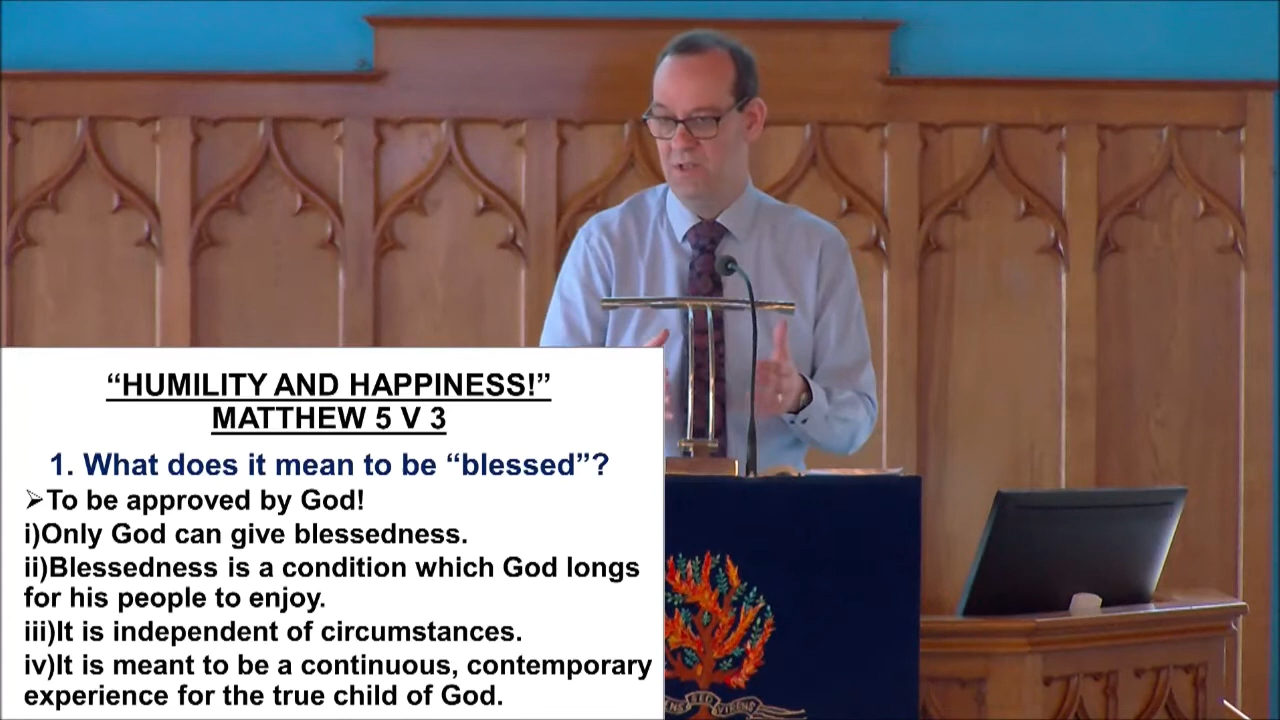 “HUMILITY AND HAPPINESS!”
MATTHEW 5 V 3
1. What does it mean to be “blessed”?
➢To be approved by God!
i)Only God can give blessedness.
ii)Blessedness is a condition which God longs
for his people to enjoy.
iii)It is independent of circumstances.
iv)It is meant to be a continuous, contemporary
experience for the true child of God.
SED VIRENS